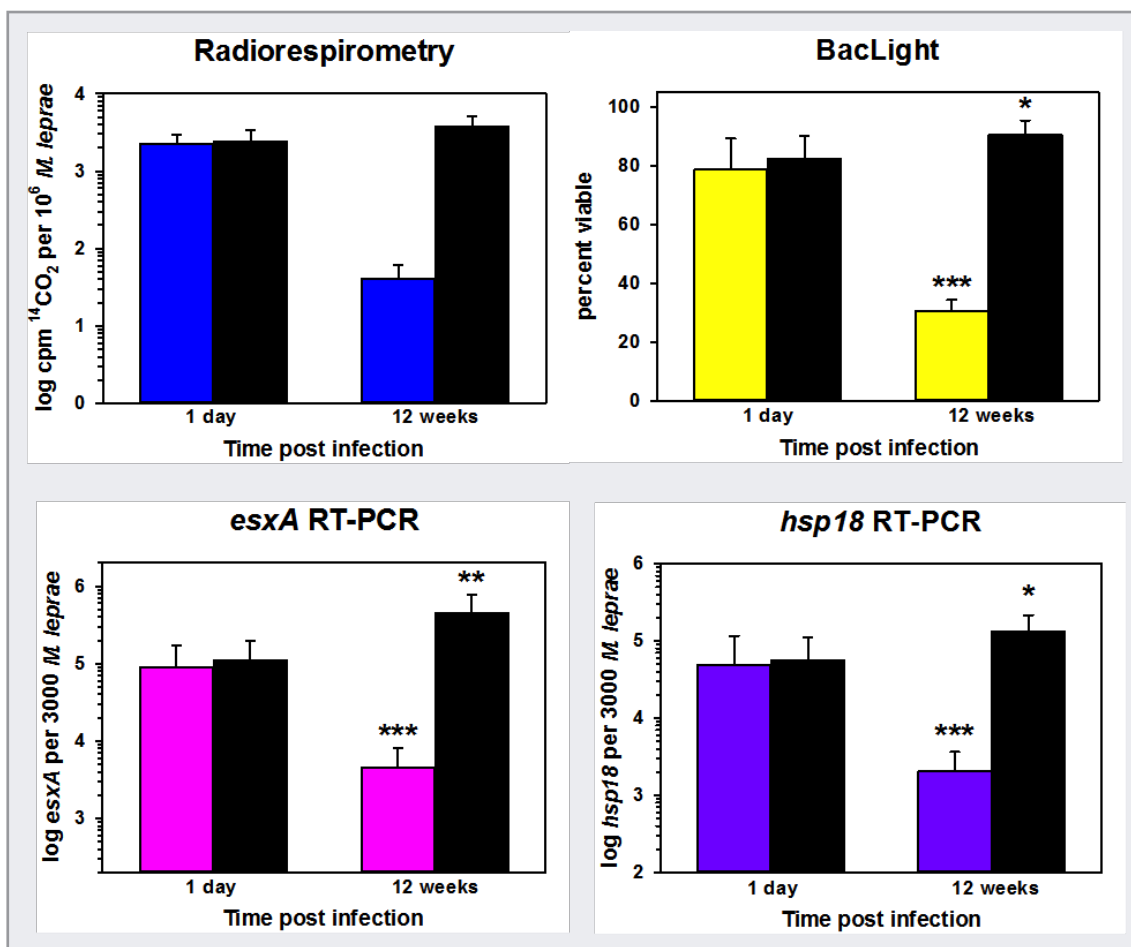 Radiorespirometry
log cpm ¹⁴CO₂ per 10⁶ M. leprae
4
3
2
1
0
1 day
12 weeks
Time post infection
BacLight
percent viable
100
80
60
40
20
0
*
***
1 day
12 weeks
Time post infection
esxA RT-PCR
log esxA per 3000 M. leprae
6
5
4
3
**
***
1 day
12 weeks
Time post infection
hsp18 RT-PCR
log hsp18 per 3000 M. leprae
6
5
4
3
2
*
***
1 day
12 weeks
Time post infection